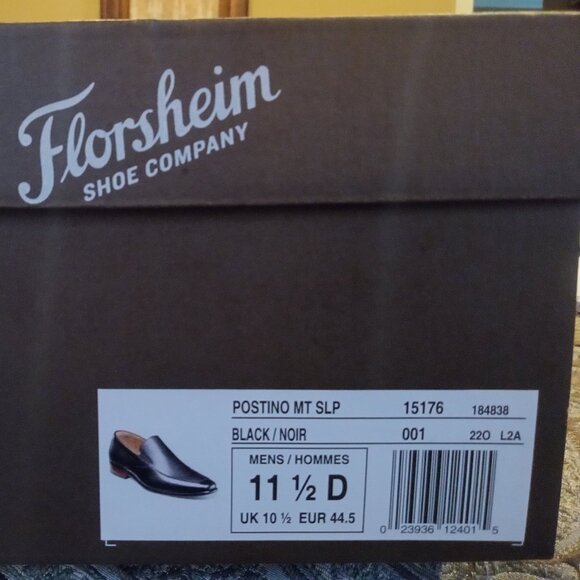 Florsheim
SHOE COMPANY
POSTINO MT SLP 15176 184838
BLACK / NOIR 001 22O L2A
MENS / HOMMES
11 ½ D
UK 10 ½ EUR 44.5
0 23936 12401 5